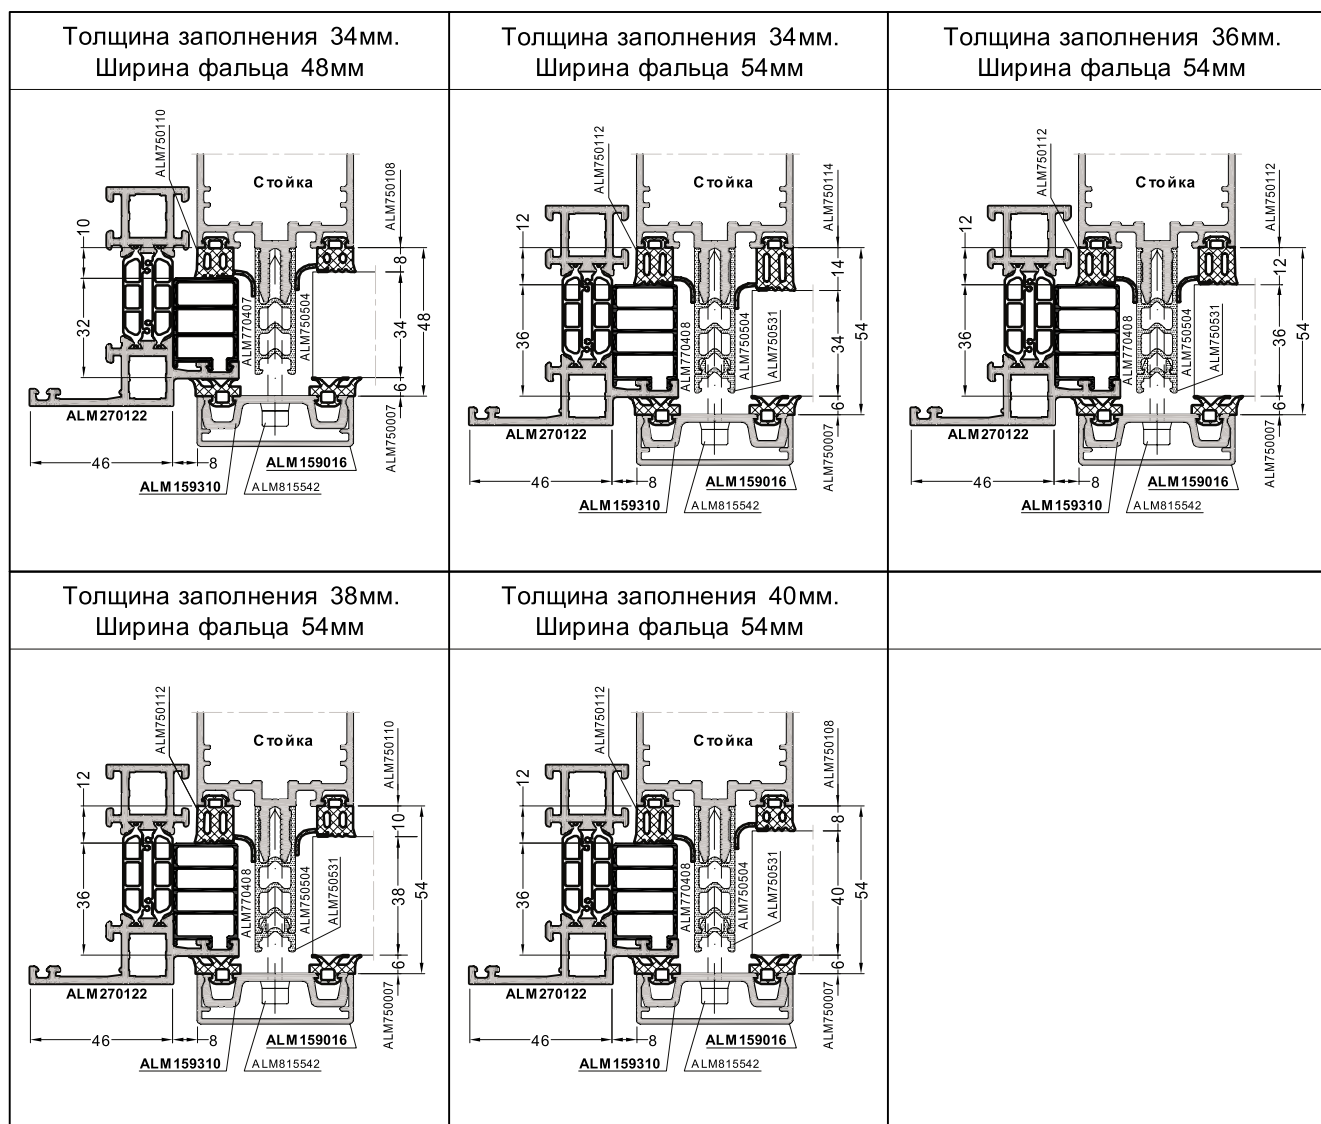 Толщина заполнения 34мм.
Ширина фальца 48мм
ALM750110
ALM750108
Стойка
10
8
32
34
48
ALM770407
ALM750504
6
ALM750007
ALM270122
46
8
ALM159016
ALM159310
ALM815542
Толщина заполнения 34мм.
Ширина фальца 54мм
ALM750112
ALM750114
Стойка
12
14
36
34
54
ALM770408
ALM750504
ALM750531
6
ALM750007
ALM270122
46
8
ALM159016
ALM159310
ALM815542
Толщина заполнения 36мм.
Ширина фальца 54мм
ALM750112
ALM750112
Стойка
12
12
36
36
54
ALM770408
ALM750504
ALM750531
6
ALM750007
ALM270122
46
8
ALM159016
ALM159310
ALM815542
Толщина заполнения 38мм.
Ширина фальца 54мм
ALM750112
ALM750110
Стойка
12
10
36
38
54
ALM770408
ALM750504
ALM750531
6
ALM750007
ALM270122
46
8
ALM159016
ALM159310
ALM815542
Толщина заполнения 40мм.
Ширина фальца 54мм
ALM750112
ALM750108
Стойка
12
8
36
40
54
ALM770408
ALM750504
ALM750531
6
ALM750007
ALM270122
46
8
ALM159016
ALM159310
ALM815542